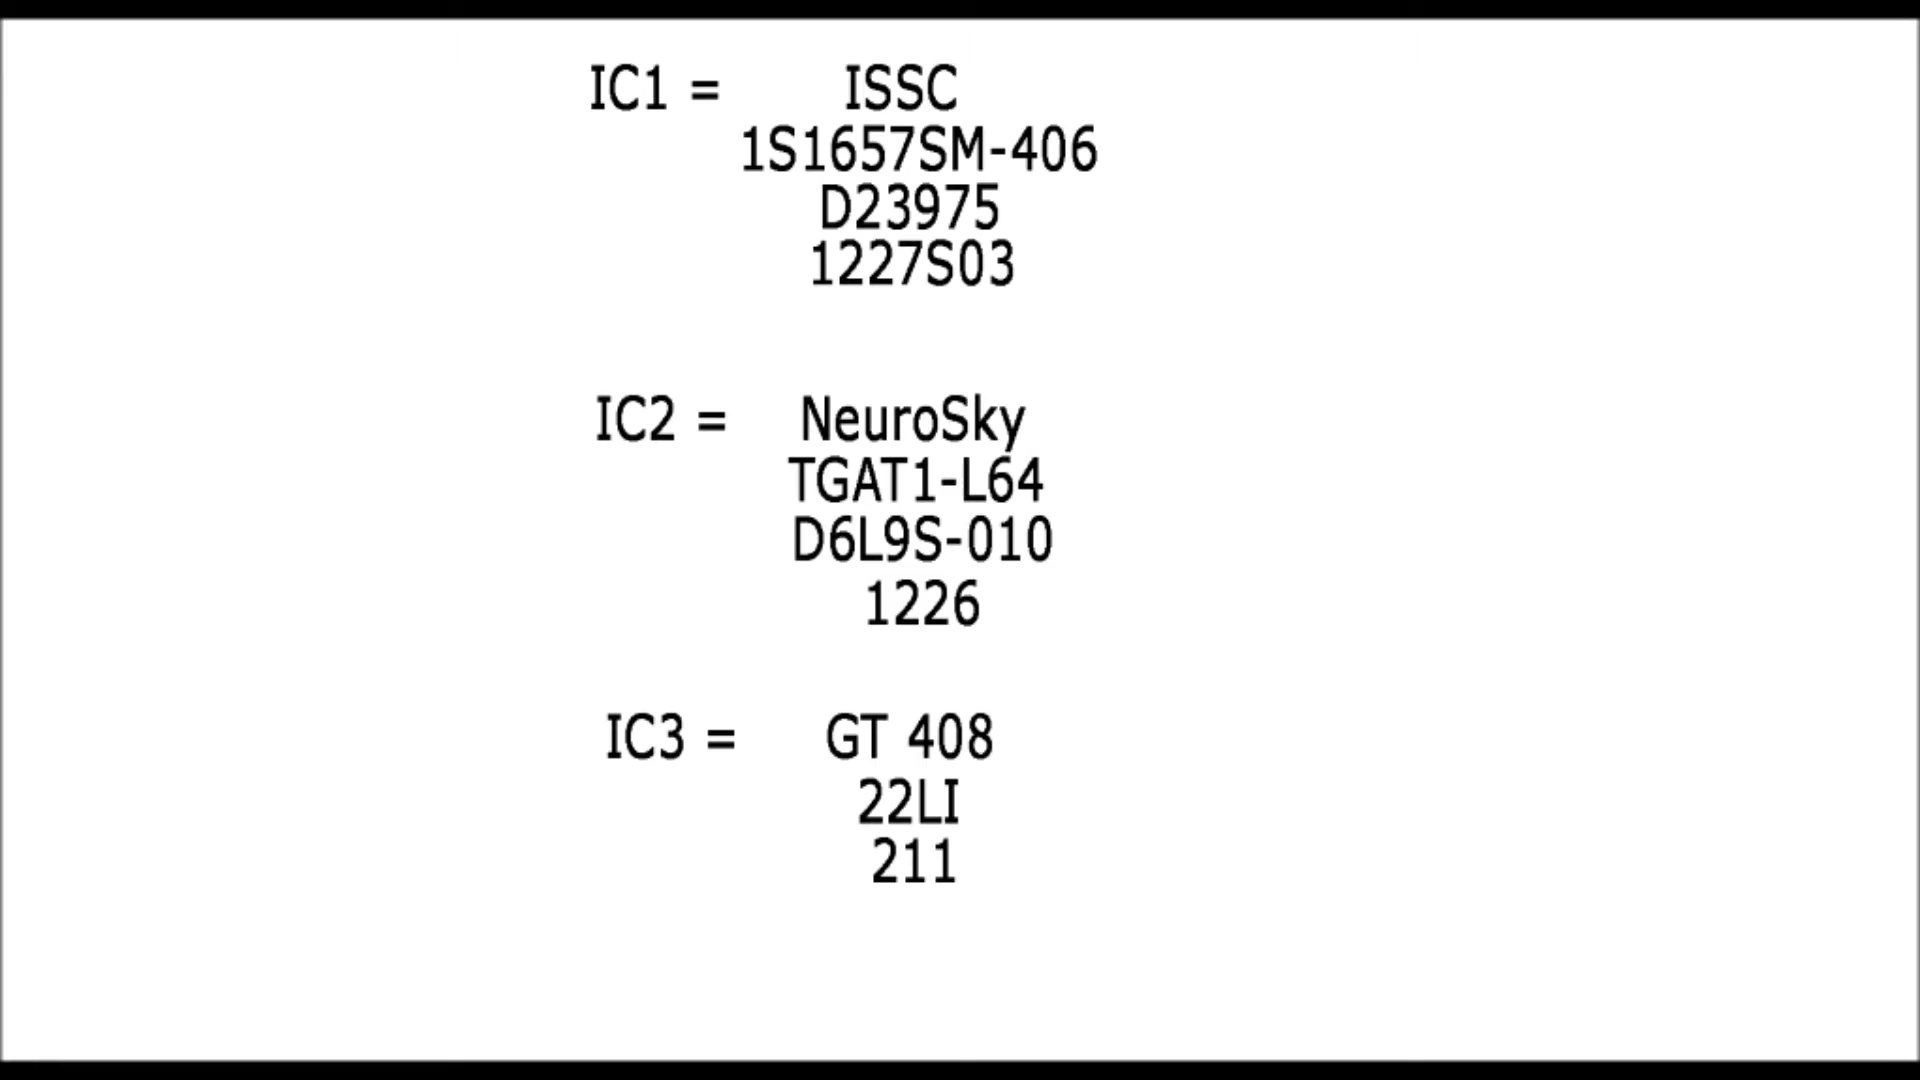 IC1 = ISSC
1S1657SM-406
D23975
1227S03
IC2 = NeuroSky
TGAT1-L64
D6L9S-010
1226
IC3 = GT 408
22LI
211